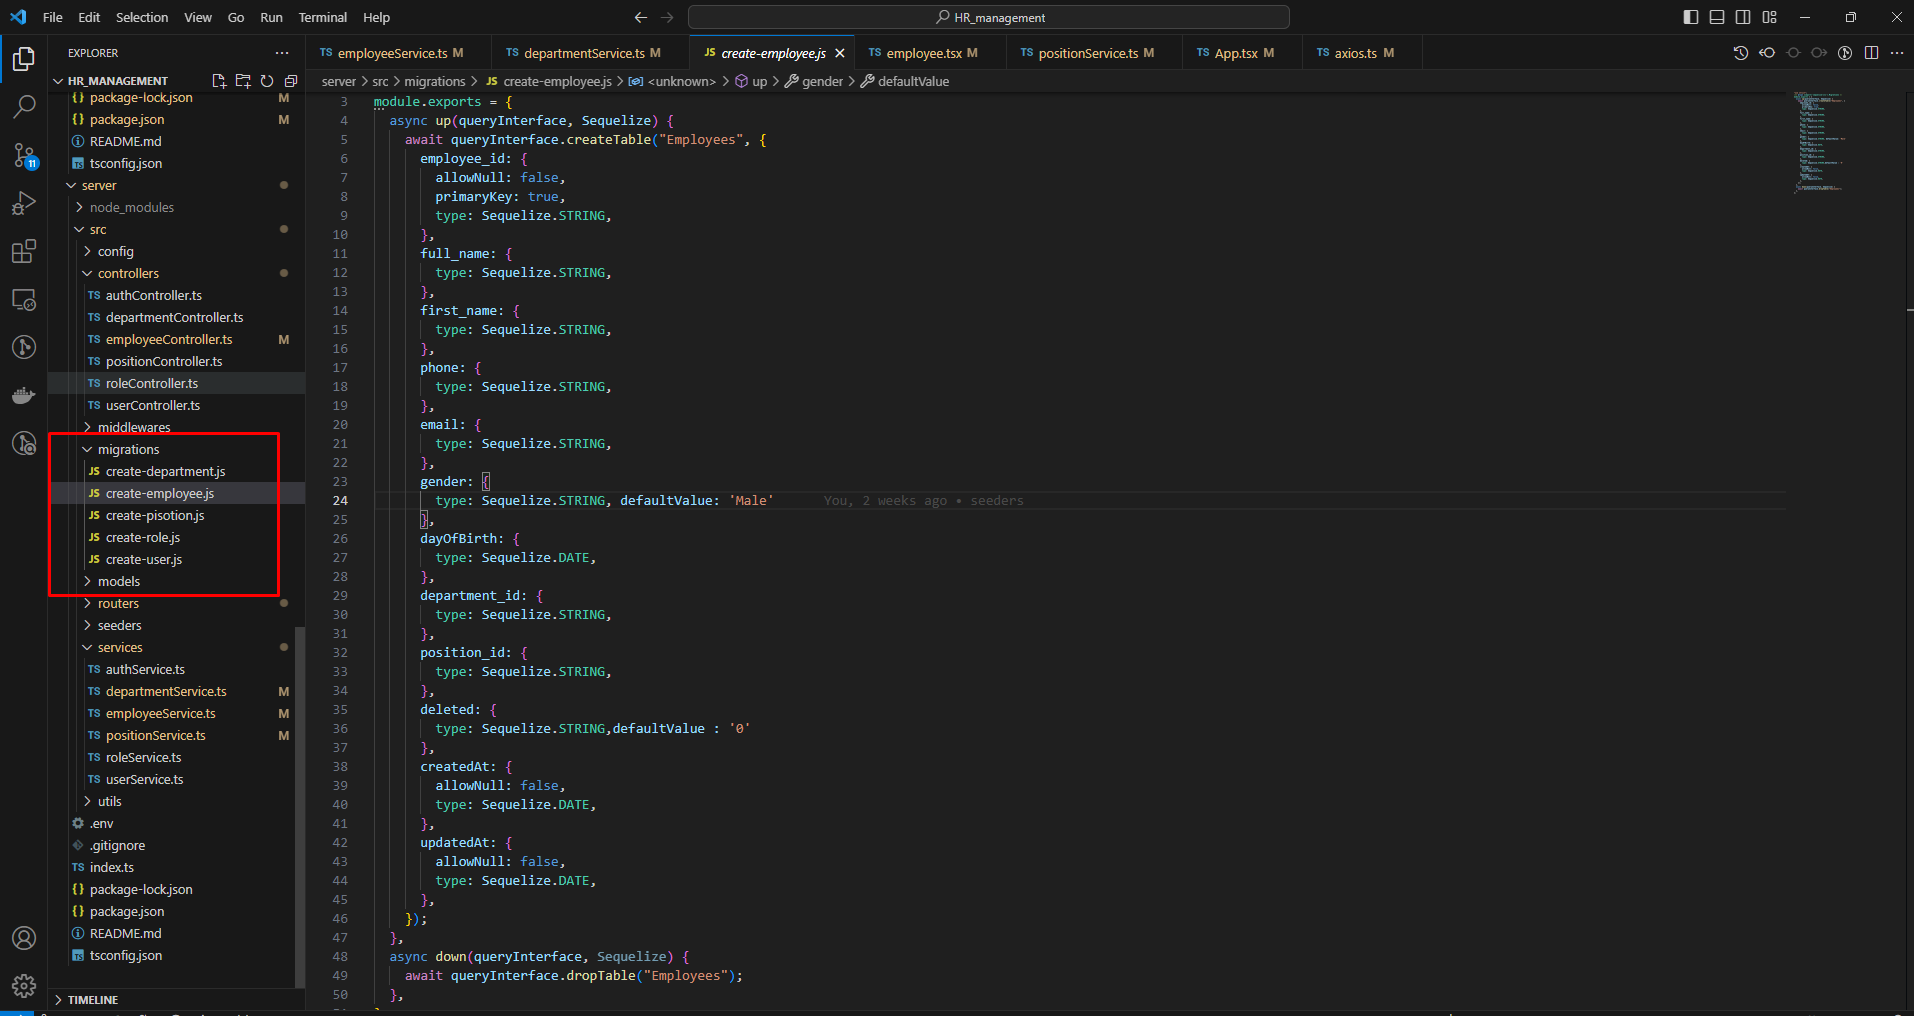 File Edit Selection View Go Run Terminal Help
HR_management
EXPLORER
HR_MANAGEMENT
package-lock.json M
package.json M
README.md
tsconfig.json
server
node_modules
src
config
controllers
authController.ts
departmentController.ts
employeeController.ts M
positionController.ts
roleController.ts
userController.ts
middlewares
migrations
create-department.js
create-employee.js
create-pisotion.js
create-role.js
create-user.js
models
routers
seeders
services
authService.ts
departmentService.ts M
employeeService.ts M
positionService.ts M
roleService.ts
userService.ts
utils
.env
.gitignore
index.ts
package-lock.json
package.json
README.md
tsconfig.json
TIMELINE
11
TS employeeService.ts M TS departmentService.ts M JS create-employee.js TS employee.tsx M TS positionService.ts M TS App.tsx M TS axios.ts M
server > src > migrations > JS create-employee.js > <unknown> > up > gender > defaultValue
3 module.exports = {
4 async up(queryInterface, Sequelize) {
5 await queryInterface.createTable("Employees", {
6 employee_id: {
7 allowNull: false,
8 primaryKey: true,
9 type: Sequelize.STRING,
10 },
11 full_name: {
12 type: Sequelize.STRING,
13 },
14 first_name: {
15 type: Sequelize.STRING,
16 },
17 phone: {
18 type: Sequelize.STRING,
19 },
20 email: {
21 type: Sequelize.STRING,
22 },
23 gender: {
24 type: Sequelize.STRING, defaultValue: 'Male' You, 2 weeks ago • seeders
25 },
26 dayOfBirth: {
27 type: Sequelize.DATE,
28 },
29 department_id: {
30 type: Sequelize.STRING,
31 },
32 position_id: {
33 type: Sequelize.STRING,
34 },
35 deleted: {
36 type: Sequelize.STRING,defaultValue : '0'
37 },
38 createdAt: {
39 allowNull: false,
40 type: Sequelize.DATE,
41 },
42 updatedAt: {
43 allowNull: false,
44 type: Sequelize.DATE,
45 },
46 });
47 },
48 async down(queryInterface, Sequelize) {
49 await queryInterface.dropTable("Employees");
50 },